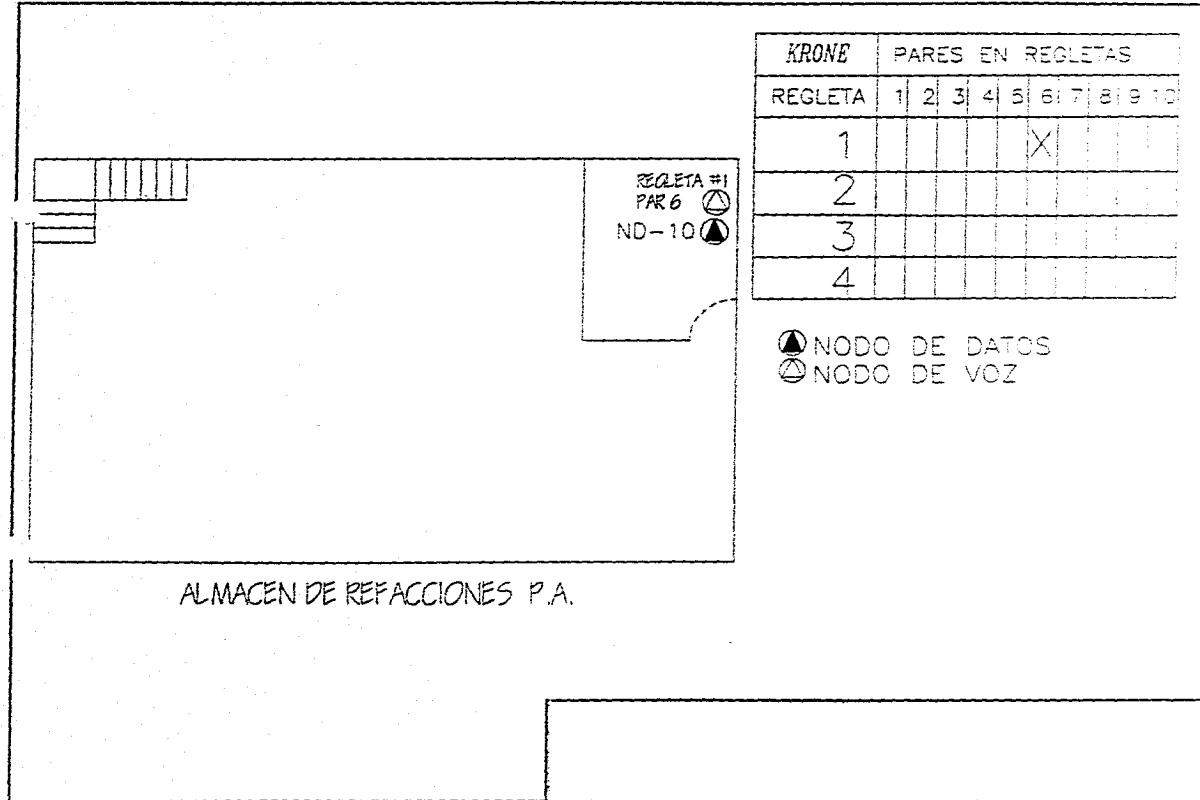 KRONE PARES EN REGLETAS
REGLETA 1 2 3 4 5 6 7 8 9 10
1 X
2
3
4
REGLETA #1
PAR 6
ND-10
NODO DE DATOS
NODO DE VOZ
ALMACEN DE REFACCIONES P.A.